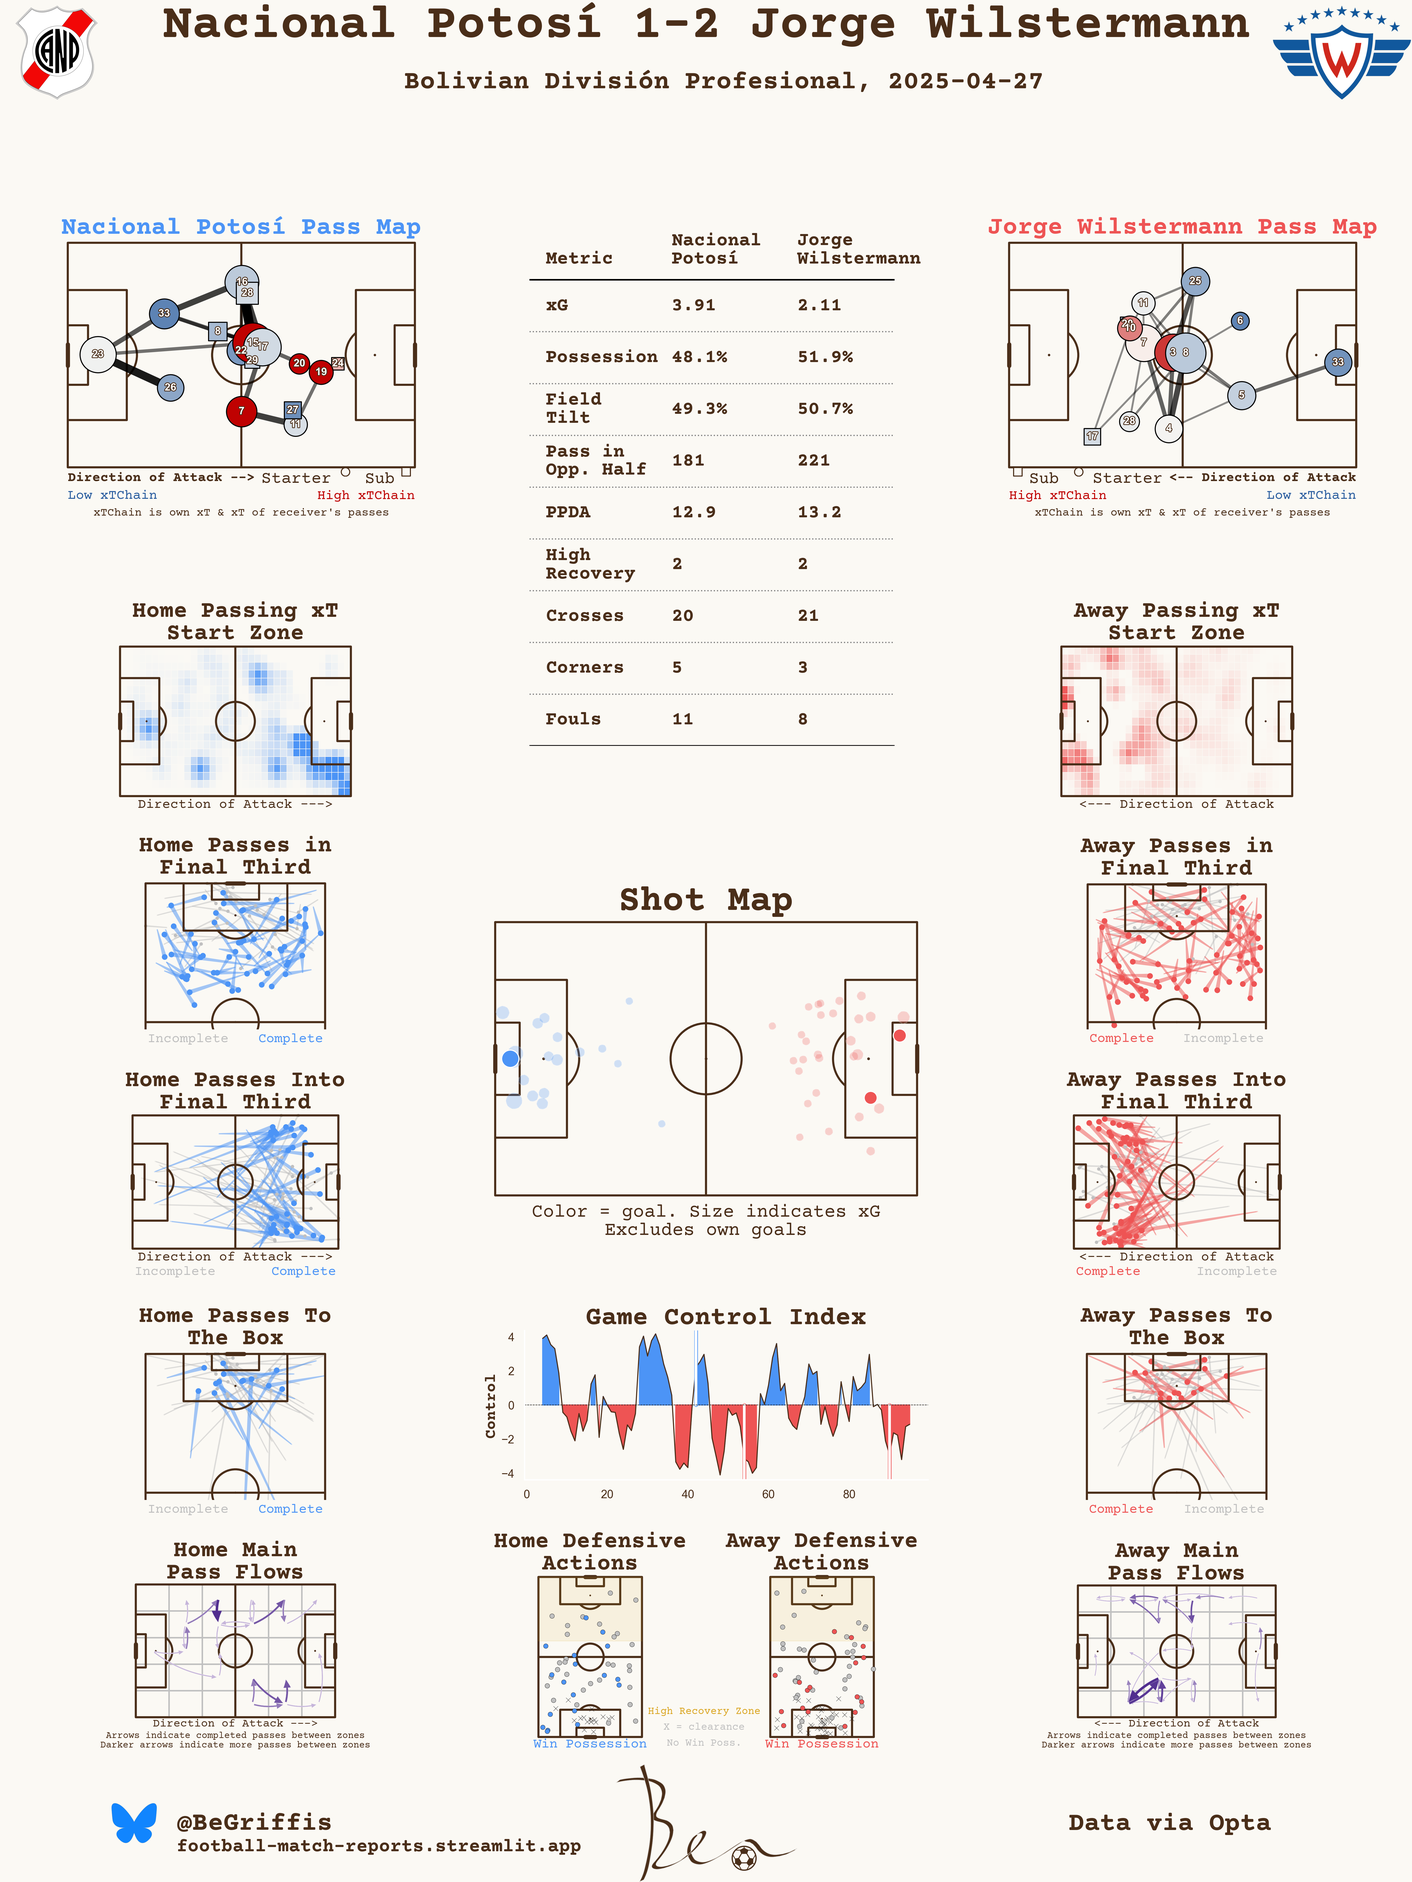 Nacional Potosí 1-2 Jorge Wilstermann
Bolivian División Profesional, 2025-04-27
CANP
W
Nacional Potosí Pass Map
16
28
33
8
15
17
22
29
23
20
24
19
26
7
27
11
Direction of Attack --> Starter Sub
Low xTChain High xTChain
xTChain is own xT & xT of receiver's passes
Metric Nacional Potosí Jorge Wilstermann
xG 3.91 2.11
Possession 48.1% 51.9%
Field Tilt 49.3% 50.7%
Pass in Opp. Half 181 221
PPDA 12.9 13.2
High Recovery 2 2
Crosses 20 21
Corners 5 3
Fouls 11 8
Jorge Wilstermann Pass Map
25
11
6
10
7
3
8
33
5
28
4
17
Sub Starter <-- Direction of Attack
High xTChain Low xTChain
xTChain is own xT & xT of receiver's passes
Home Passing xT
Start Zone
Direction of Attack --->
Away Passing xT
Start Zone
<--- Direction of Attack
Home Passes in
Final Third
Incomplete Complete
Away Passes in
Final Third
Complete Incomplete
Shot Map
Color = goal. Size indicates xG
Excludes own goals
Home Passes Into
Final Third
Direction of Attack --->
Incomplete Complete
Away Passes Into
Final Third
<--- Direction of Attack
Complete Incomplete
Home Passes To
The Box
Incomplete Complete
Game Control Index
Control
4
2
0
−2
−4
0 20 40 60 80
Away Passes To
The Box
Complete Incomplete
Home Main
Pass Flows
Direction of Attack --->
Arrows indicate completed passes between zones
Darker arrows indicate more passes between zones
Home Defensive
Actions
Win Possession
High Recovery Zone
X = clearance
No Win Poss.
Away Defensive
Actions
Win Possession
Away Main
Pass Flows
<--- Direction of Attack
Arrows indicate completed passes between zones
Darker arrows indicate more passes between zones
@BeGriffis
football-match-reports.streamlit.app
Ben
Data via Opta